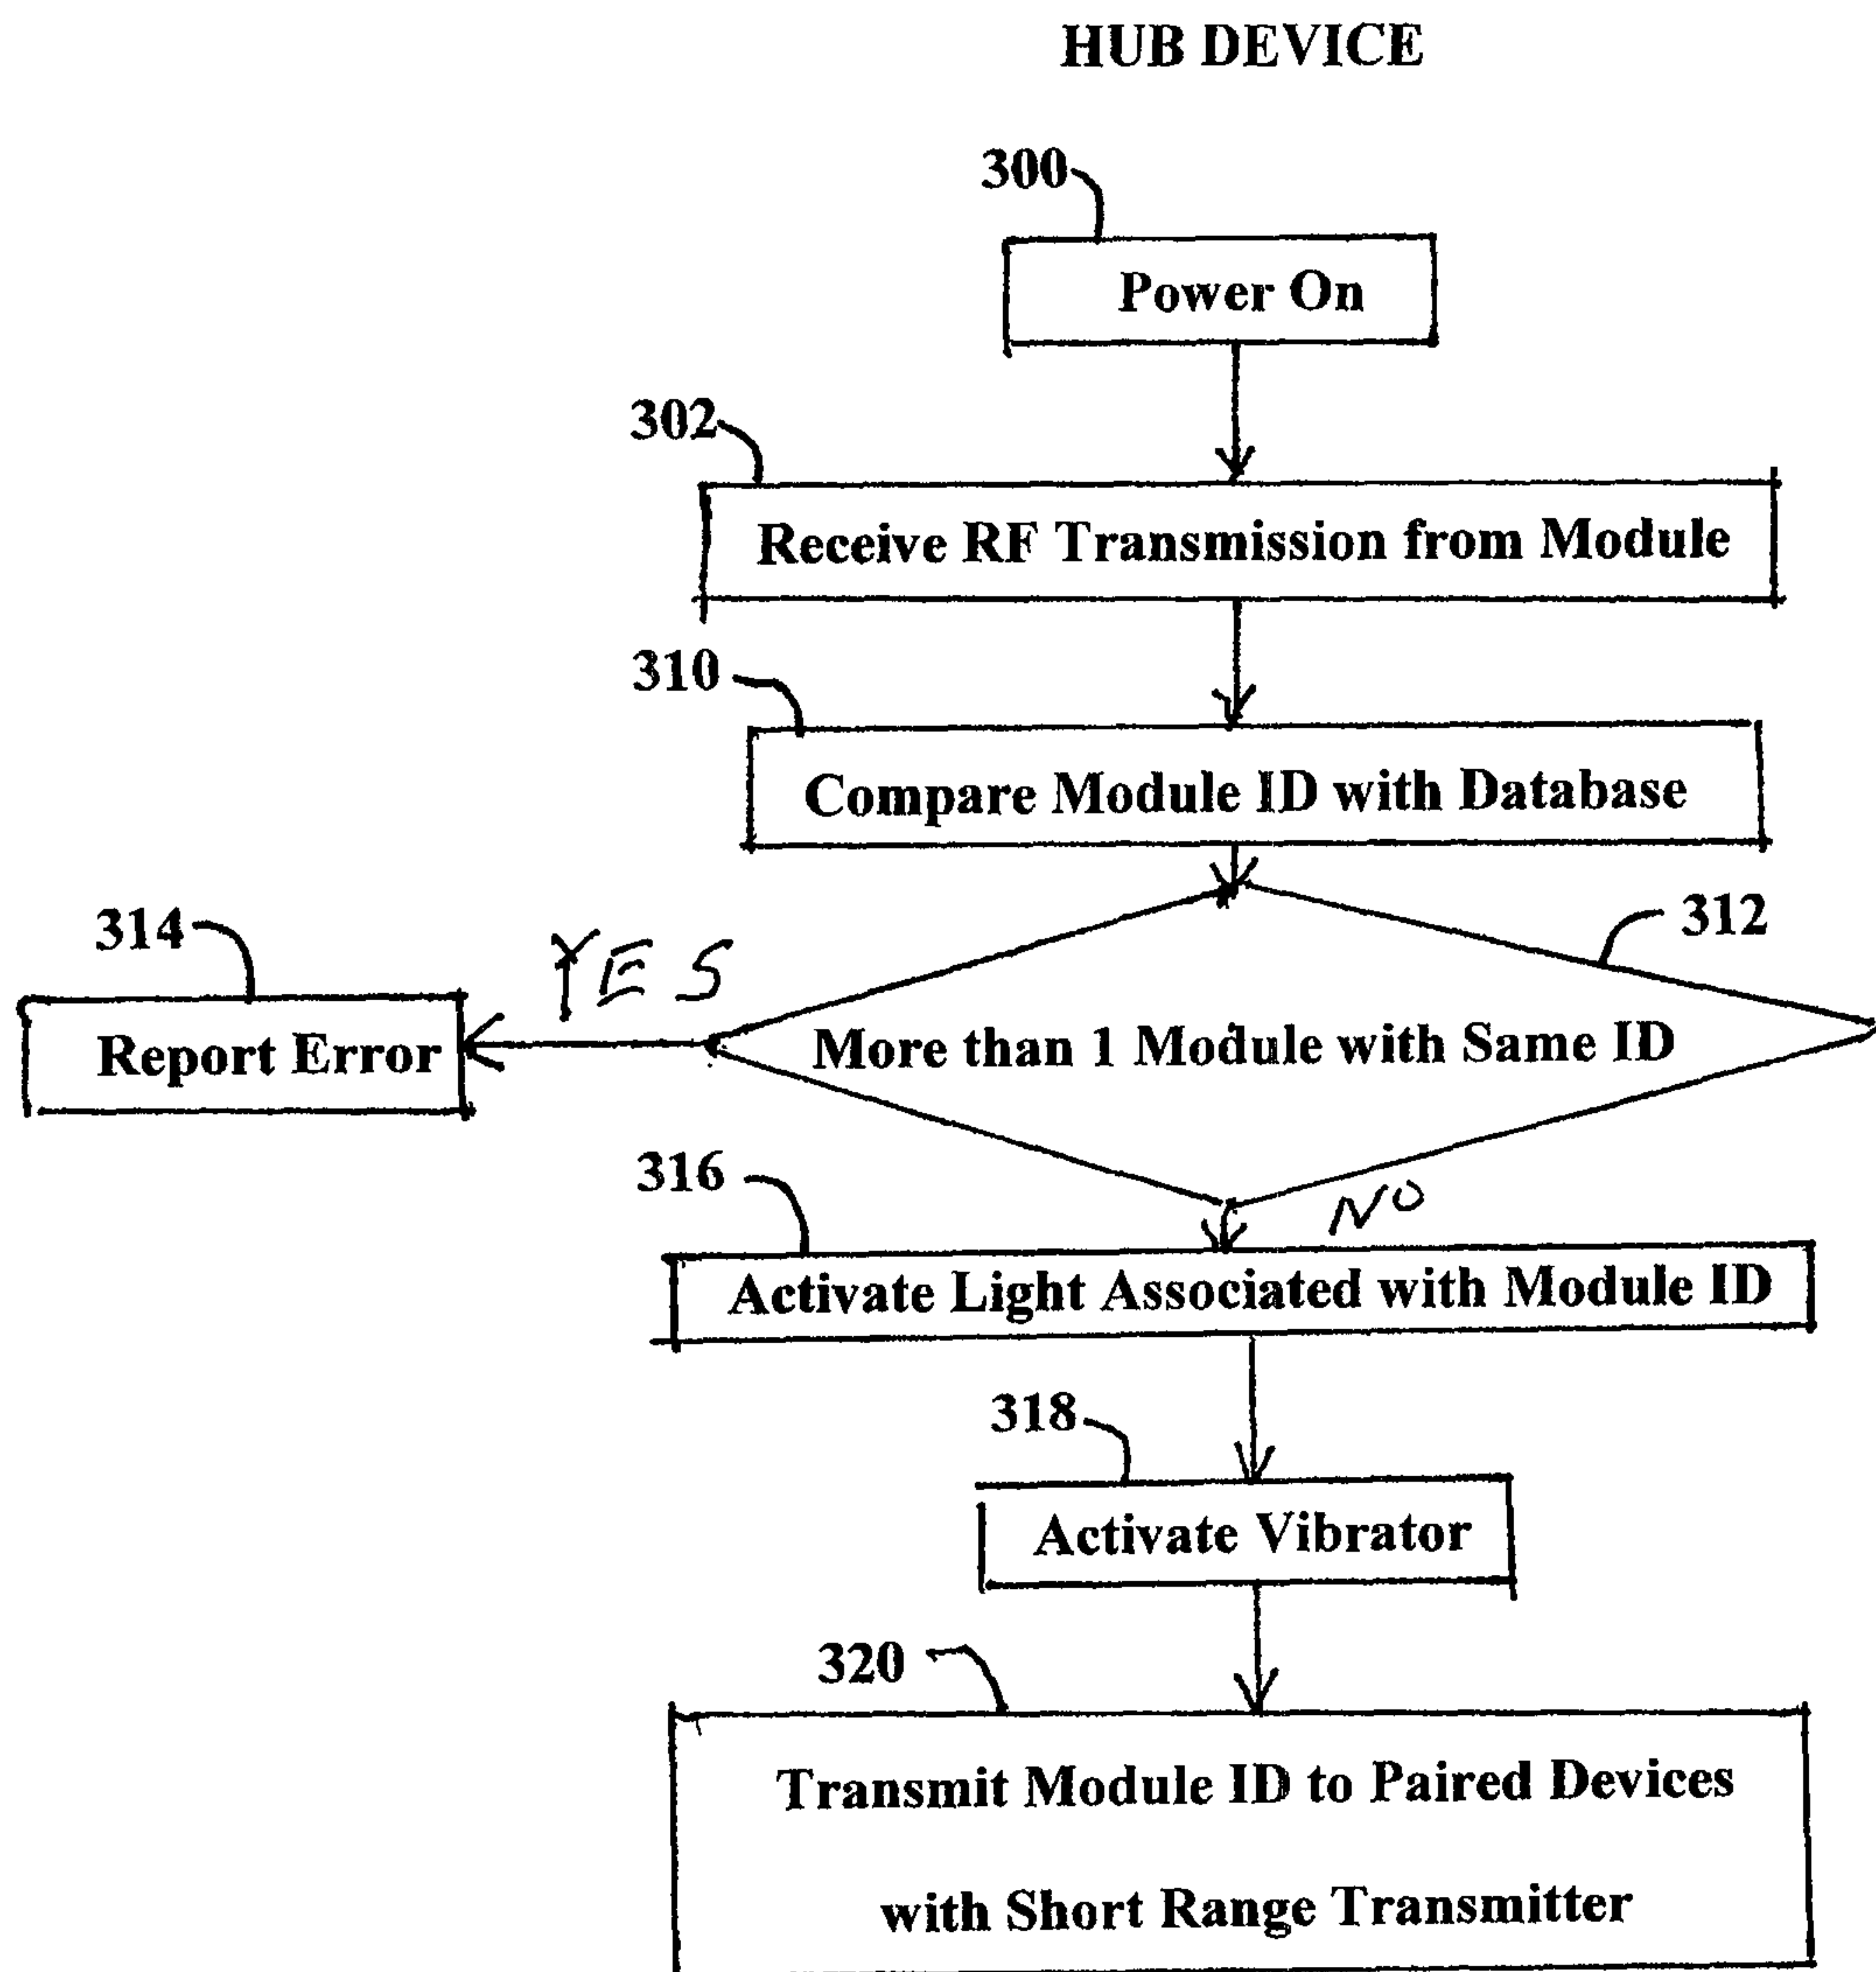 HUB DEVICE
300
Power On
302
Receive RF Transmission from Module
310
Compare Module ID with Database
312
314
YES
More than 1 Module with Same ID
Report Error
316
NO
Activate Light Associated with Module ID
318
Activate Vibrator
320
Transmit Module ID to Paired Devices
with Short Range Transmitter